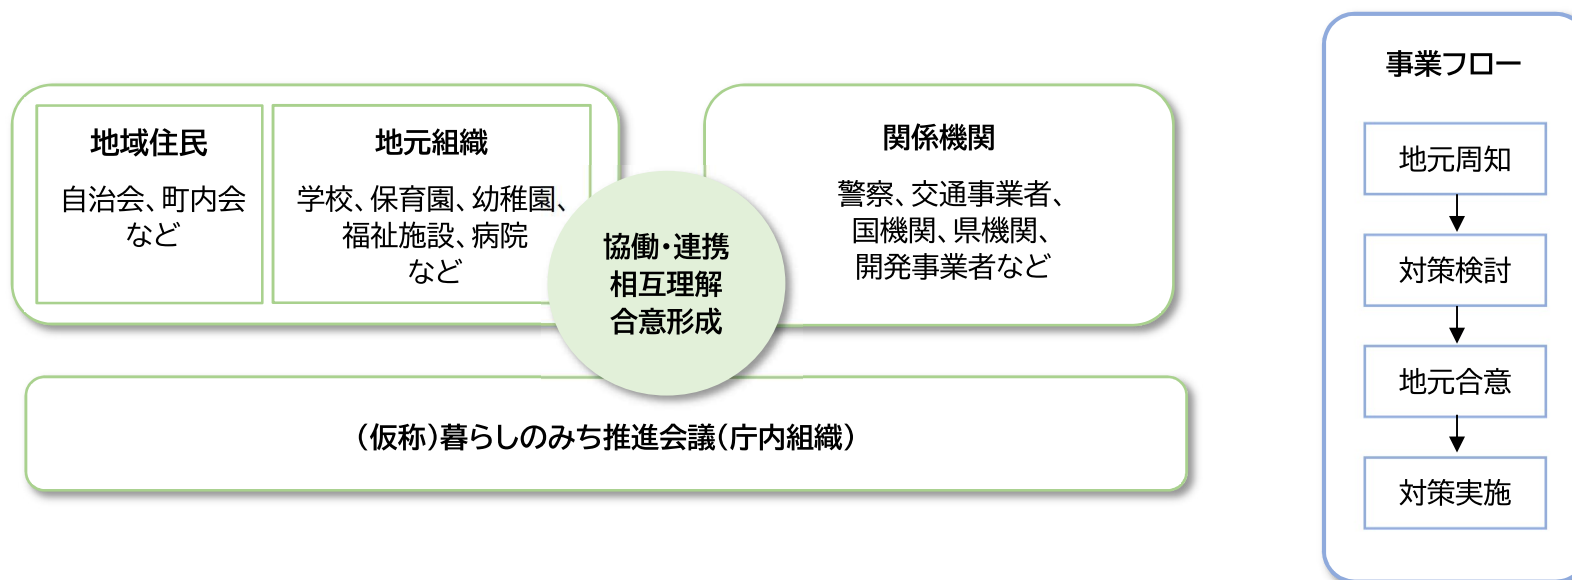 地域住民
自治会、町内会
など
地元組織
学校、保育園、幼稚園、
福祉施設、病院
など
協働・連携
相互理解
合意形成
関係機関
警察、交通事業者、
国機関、県機関、
開発事業者など
(仮称)暮らしのみち推進会議(庁内組織)
事業フロー
地元周知
対策検討
地元合意
対策実施